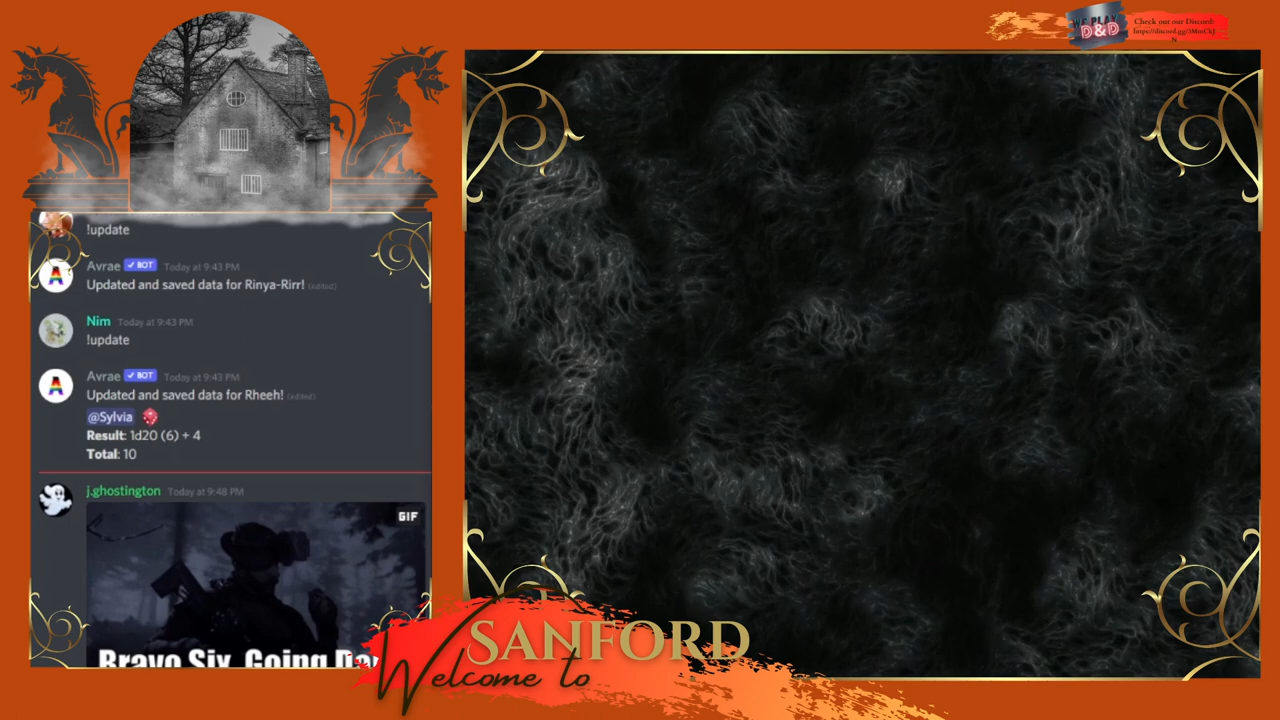 WE PLAY
D&D
Check out our Discord:
!update
Avrae ✓ BOT Today at 9:43 PM
Updated and saved data for Rinya-Rirr! (edited)
Nim Today at 9:43 PM
!update
Avrae ✓ BOT Today at 9:43 PM
Updated and saved data for Rheeh! (edited)
@Sylvia
Result: 1d20 (6) + 4
Total: 10
j.ghostington Today at 9:48 PM
GIF
Bravo Six, Going
SANFORD
Welcome to